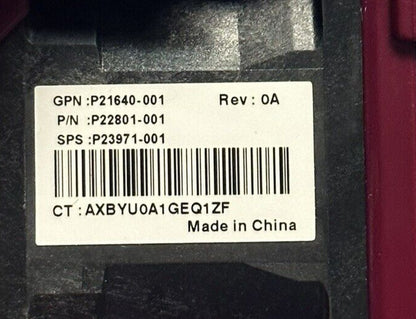 GPN :P21640-001 Rev : 0A
P/N :P22801-001
SPS :P23971-001
CT : AXBYU0A1GEQ1ZF
Made in China